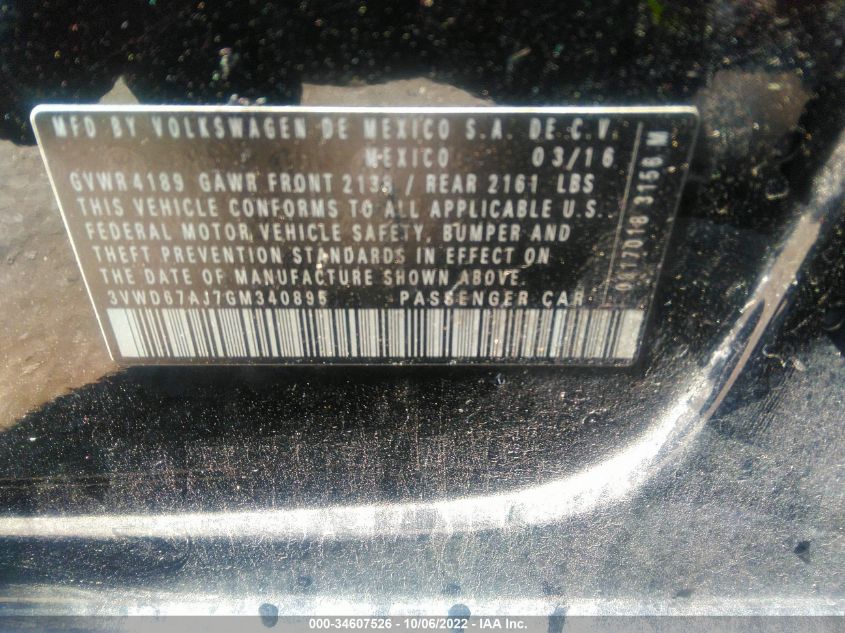 MFD BY VOLKSWAGEN DE MEXICO S.A. DE C.V.
MEXICO 03/16
GVWR 4189 GAWR FRONT / REAR 2161 LBS
THIS VEHICLE CONFORMS TO ALL APPLICABLE U.S.
FEDERAL MOTOR VEHICLE SAFETY, BUMPER AND
THEFT PREVENTION STANDARDS IN EFFECT ON
THE DATE OF MANUFACTURE SHOWN ABOVE.
3VWD67AJ7GM340895 PASSENGER CAR
3156 M
000-34607526 - 10/06/2022 - IAA Inc.